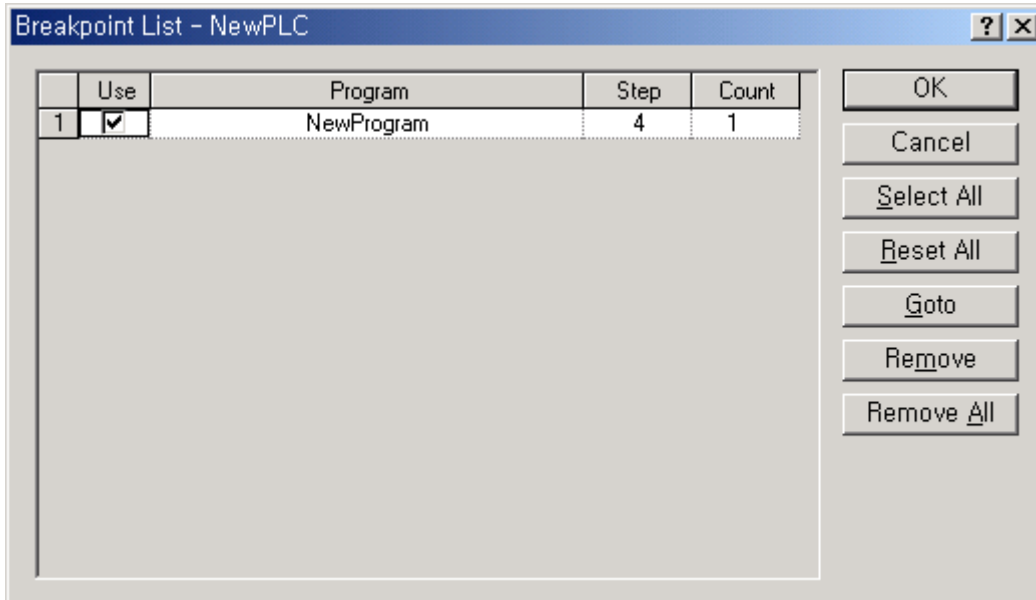 Breakpoint List - NewPLC
Use Program Step Count
1 NewProgram 4 1
OK
Cancel
Select All
Reset All
Goto
Remove
Remove All